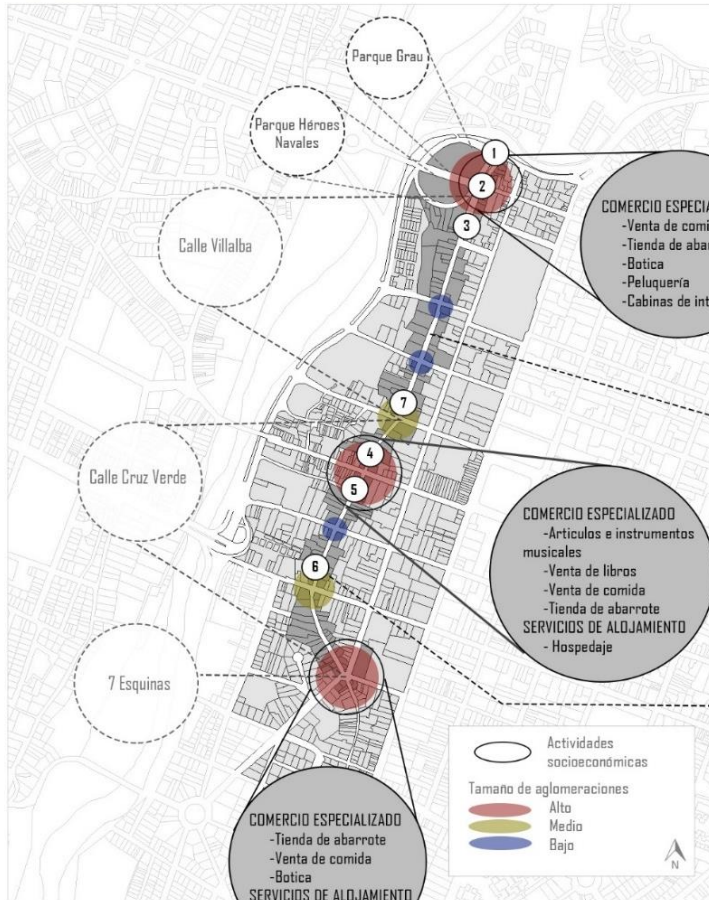 Parque Grau
Parque Héroes
Navales
1
2
3
COMERCIO ESPECIA
-Venta de comi
-Tienda de abar
-Botica
-Peluquería
-Cabinas de int
Calle Villalba
7
4
Calle Cruz Verde
5
COMERCIO ESPECIALIZADO
-Articulos e instrumentos
musicales
-Venta de libros
-Venta de comida
-Tienda de abarrote
SERVICIOS DE ALOJAMIENTO
- Hospedaje
6
7 Esquinas
Actividades
socioeconómicas
Tamaño de aglomeraciones
Alto
Medio
Bajo
N
COMERCIO ESPECIALIZADO
-Tienda de abarrote
-Venta de comida
-Botica
SERVICIOS DE ALOJAMIENTO